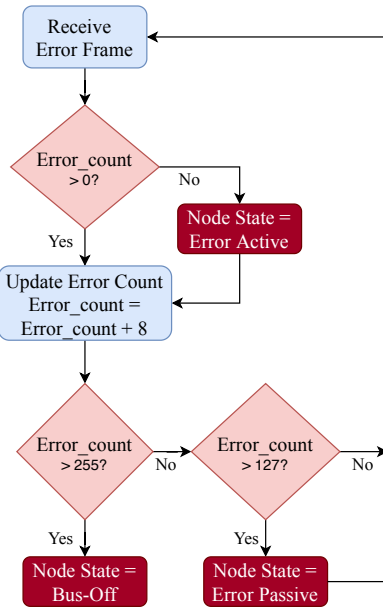 Receive
Error Frame
Error_count
> 0?
No
Node State =
Error Active
Yes
Update Error Count
Error_count =
Error_count + 8
Error_count
> 255?
No
Error_count
> 127?
No
Yes
Yes
Node State =
Bus-Off
Node State =
Error Passive